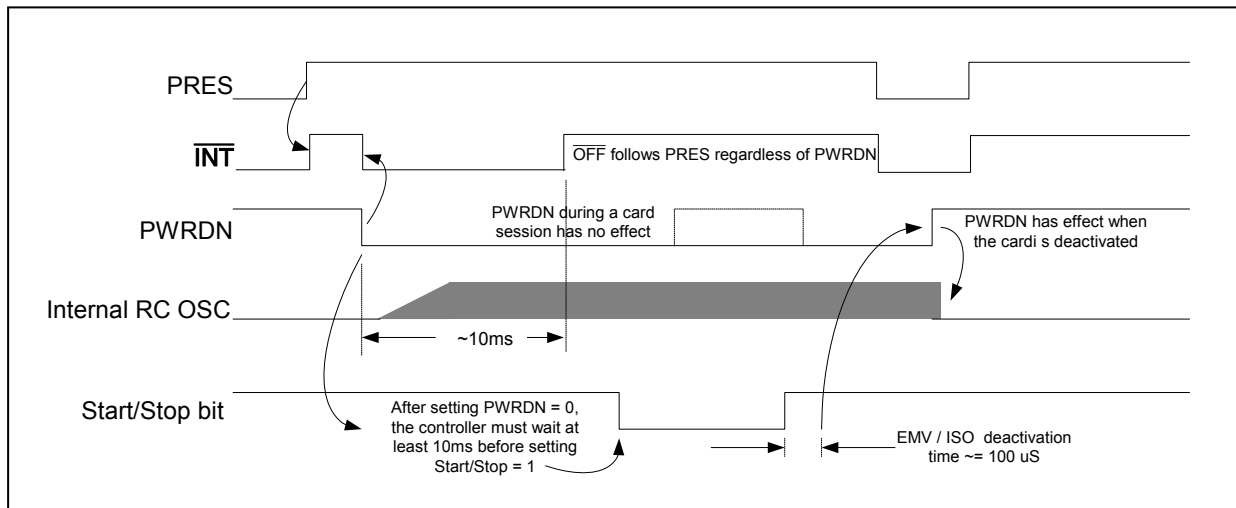 PRES
INT
OFF follows PRES regardless of PWRDN
PWRDN
PWRDN during a card
session has no effect
PWRDN has effect when
the cardi s deactivated
Internal RC OSC
~10ms
Start/Stop bit
After setting PWRDN = 0,
the controller must wait at
least 10ms before setting
Start/Stop = 1
EMV / ISO deactivation
time ~= 100 uS